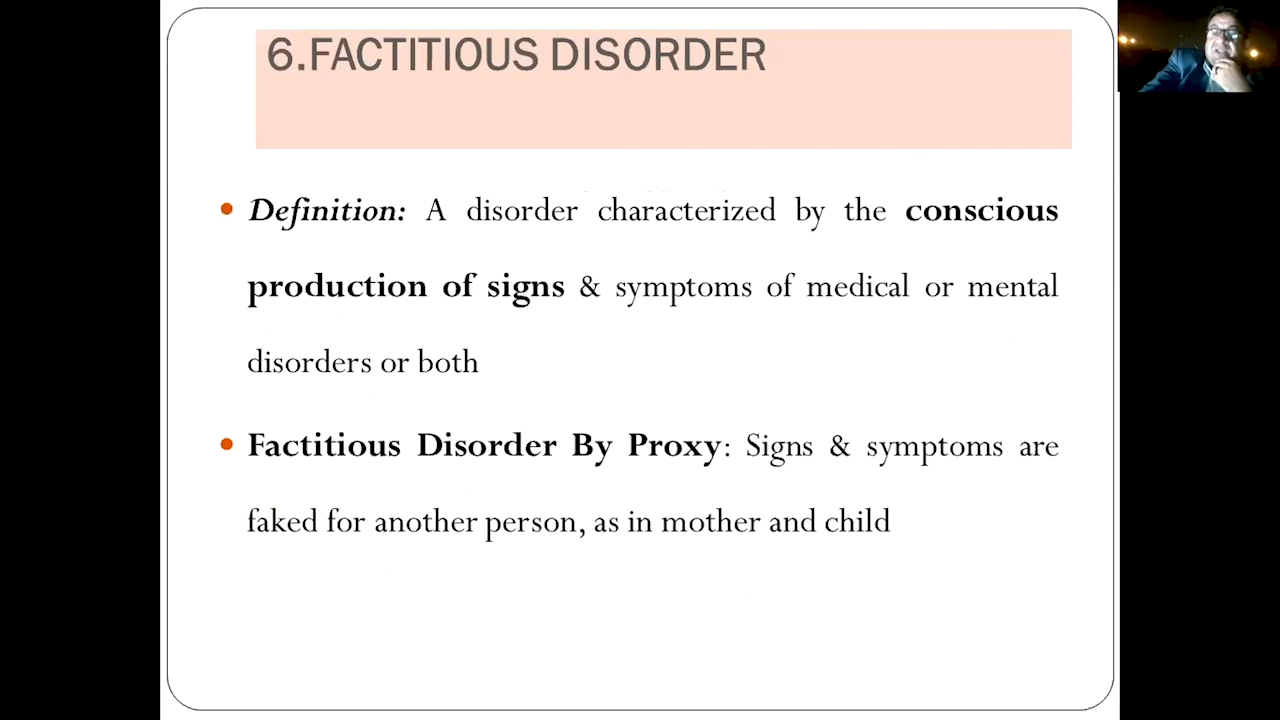 6.FACTITIOUS DISORDER
• Definition: A disorder characterized by the conscious
production of signs & symptoms of medical or mental
disorders or both
• Factitious Disorder By Proxy: Signs & symptoms are
faked for another person, as in mother and child